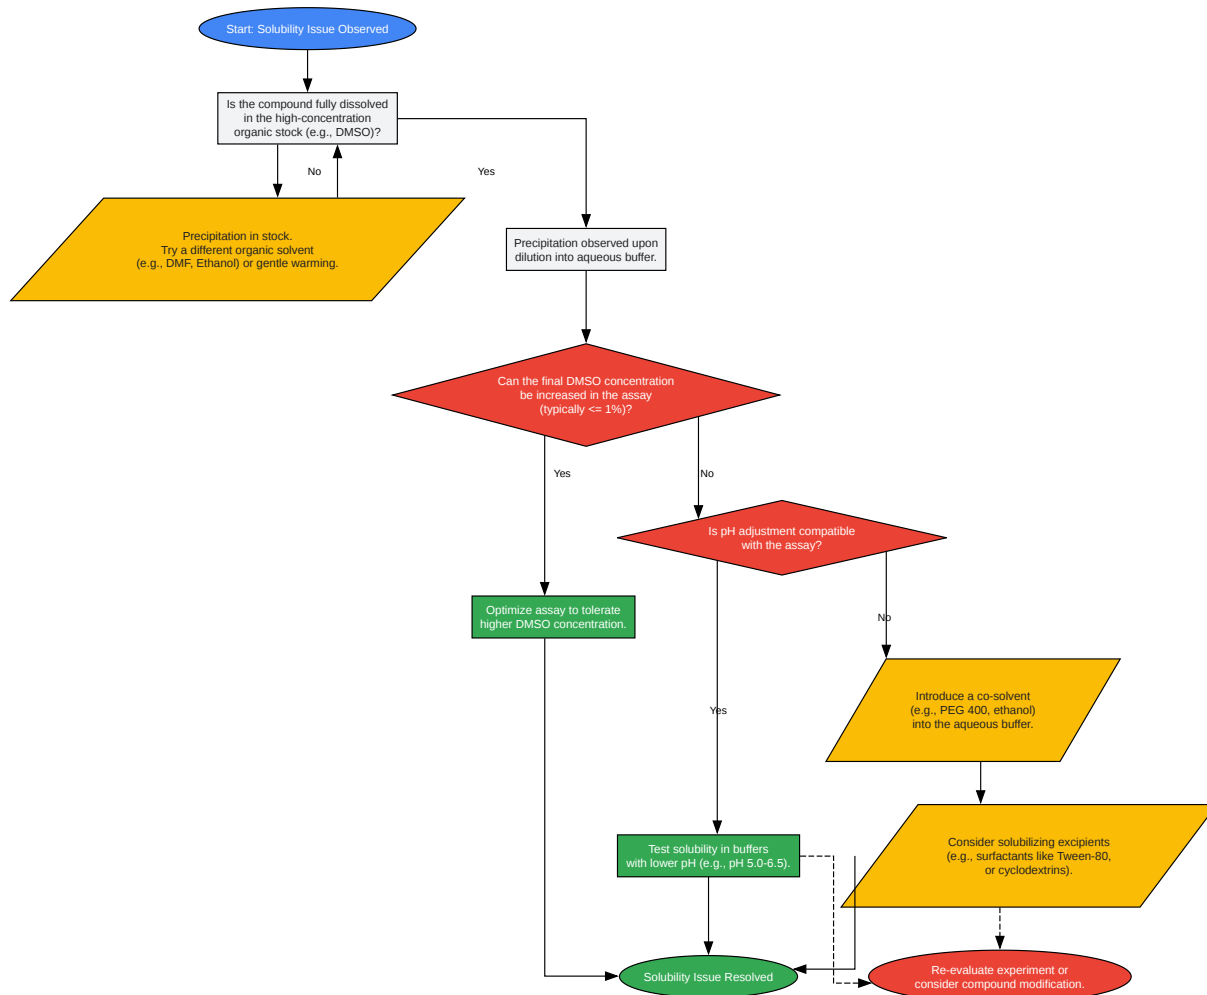 Start: Solubility Issue Observed
Is the compound fully dissolved
in the high-concentration
organic stock (e.g., DMSO)?
No
Yes
Precipitation in stock.
Try a different organic solvent
(e.g., DMF, Ethanol) or gentle warming.
Precipitation observed upon
dilution into aqueous buffer.
Can the final DMSO concentration
be increased in the assay
(typically <= 1%)?
Yes
No
Is pH adjustment compatible
with the assay?
Optimize assay to tolerate
higher DMSO concentration.
No
Yes
Introduce a co-solvent
(e.g., PEG 400, ethanol)
into the aqueous buffer.
Test solubility in buffers
with lower pH (e.g., pH 5.0-6.5).
Consider solubilizing excipients
(e.g., surfactants like Tween-80,
or cyclodextrins).
Solubility Issue Resolved
Re-evaluate experiment or
consider compound modification.